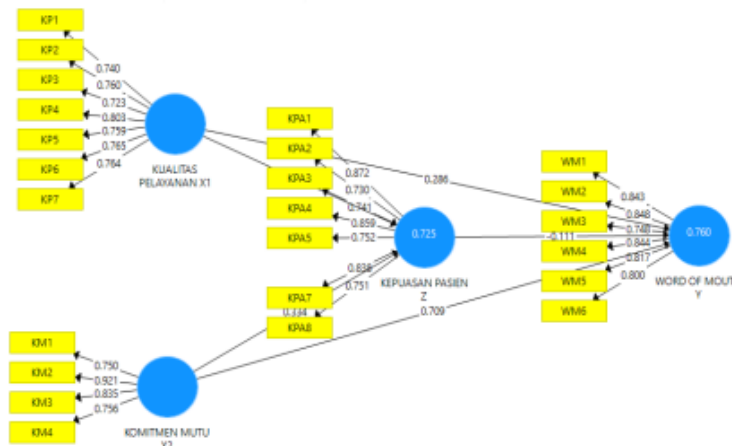 KP1
KP2
KP3
KP4
KP5
KP6
KP7
0.740
0.760
0.723
0.803
0.759
0.765
0.764
KUALITAS
PELAYANAN X1
KPA1
KPA2
KPA3
KPA4
KPA5
KPA7
KPA8
0.872
0.730
0.741
0.859
0.752
0.838
0.751
0.334
0.725
KEPUASAN PASIEN
Z
0.286
-0.111
0.709
WM1
WM2
WM3
WM4
WM5
WM6
0.843
0.848
0.740
0.844
0.817
0.800
0.760
WORD OF MOUT
Y
KM1
KM2
KM3
KM4
0.750
0.921
0.835
0.756
KOMITMEN MUTU